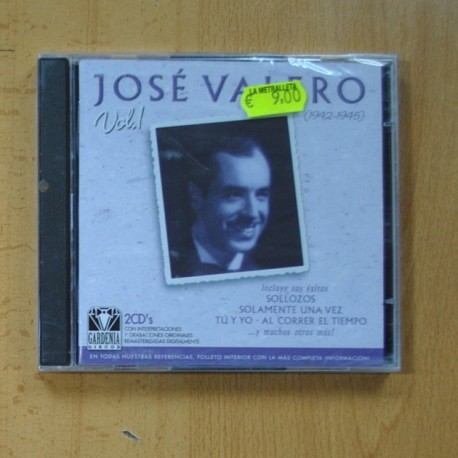 JOSÉ VALERO
LA METRALLETA
€ 9,00
Vol.1
(1942-1945)
Incluye sus éxitos
SOLLOZOS
SOLAMENTE UNA VEZ
TÚ Y YO - AL CORRER EL TIEMPO
...y muchos otros más!
GARDENIA
DISCOS
2CD's
CON INTERPRETACIONES
Y GRABACIONES ORIGINALES
REMASTERIZADAS DIGITALMENTE
EN TODAS NUESTRAS REFERENCIAS, FOLLETO INTERIOR CON LA MÁS COMPLETA INFORMACIÓN!